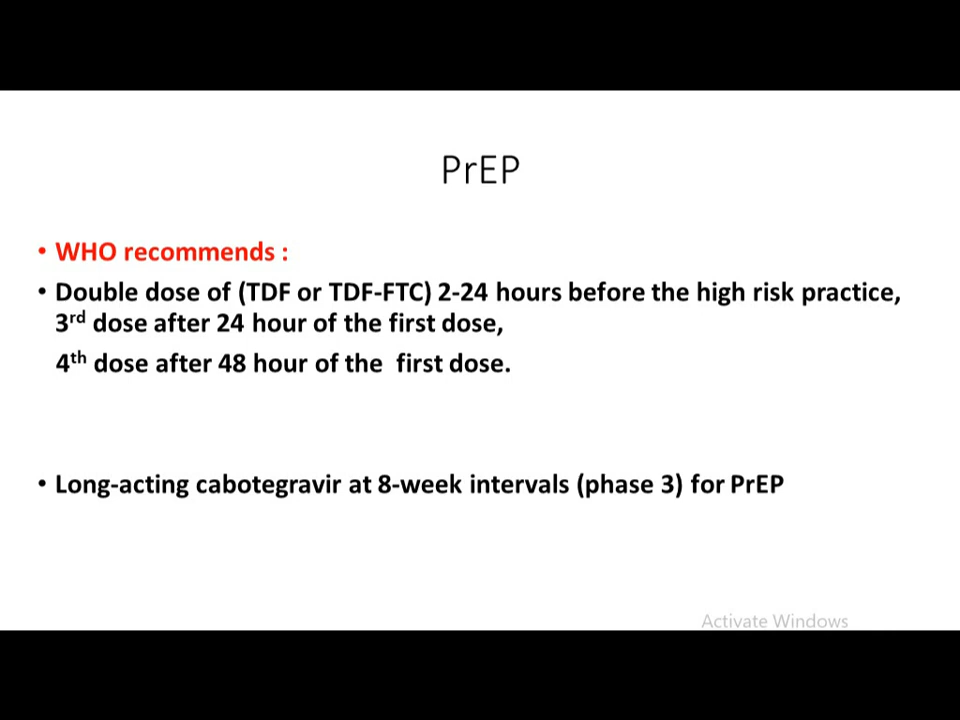 PrEP
• WHO recommends :
• Double dose of (TDF or TDF-FTC) 2-24 hours before the high risk practice,
3rd dose after 24 hour of the first dose,
4th dose after 48 hour of the  first dose.
• Long-acting cabotegravir at 8-week intervals (phase 3) for PrEP
Activate Windows